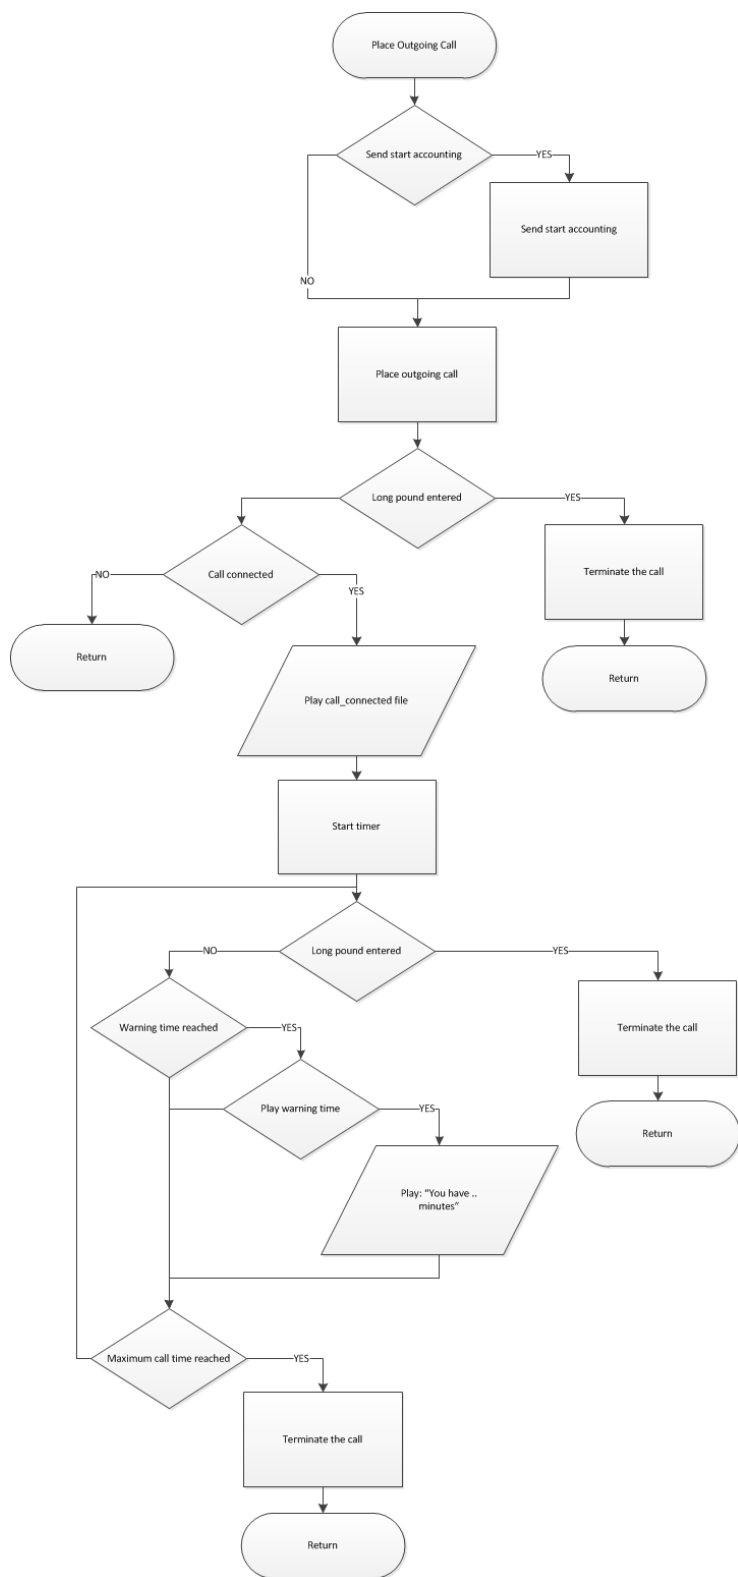 Place Outgoing Call
Send start accounting
YES
Send start accounting
NO
Place outgoing call
Long pound entered
YES
Call connected
Terminate the call
NO
YES
Return
Return
Play call_connected file
Start timer
Long pound entered
NO
YES
Warning time reached
YES
Terminate the call
Play warning time
YES
Return
Play: "You have ..
minutes"
Maximum call time reached
YES
Terminate the call
Return